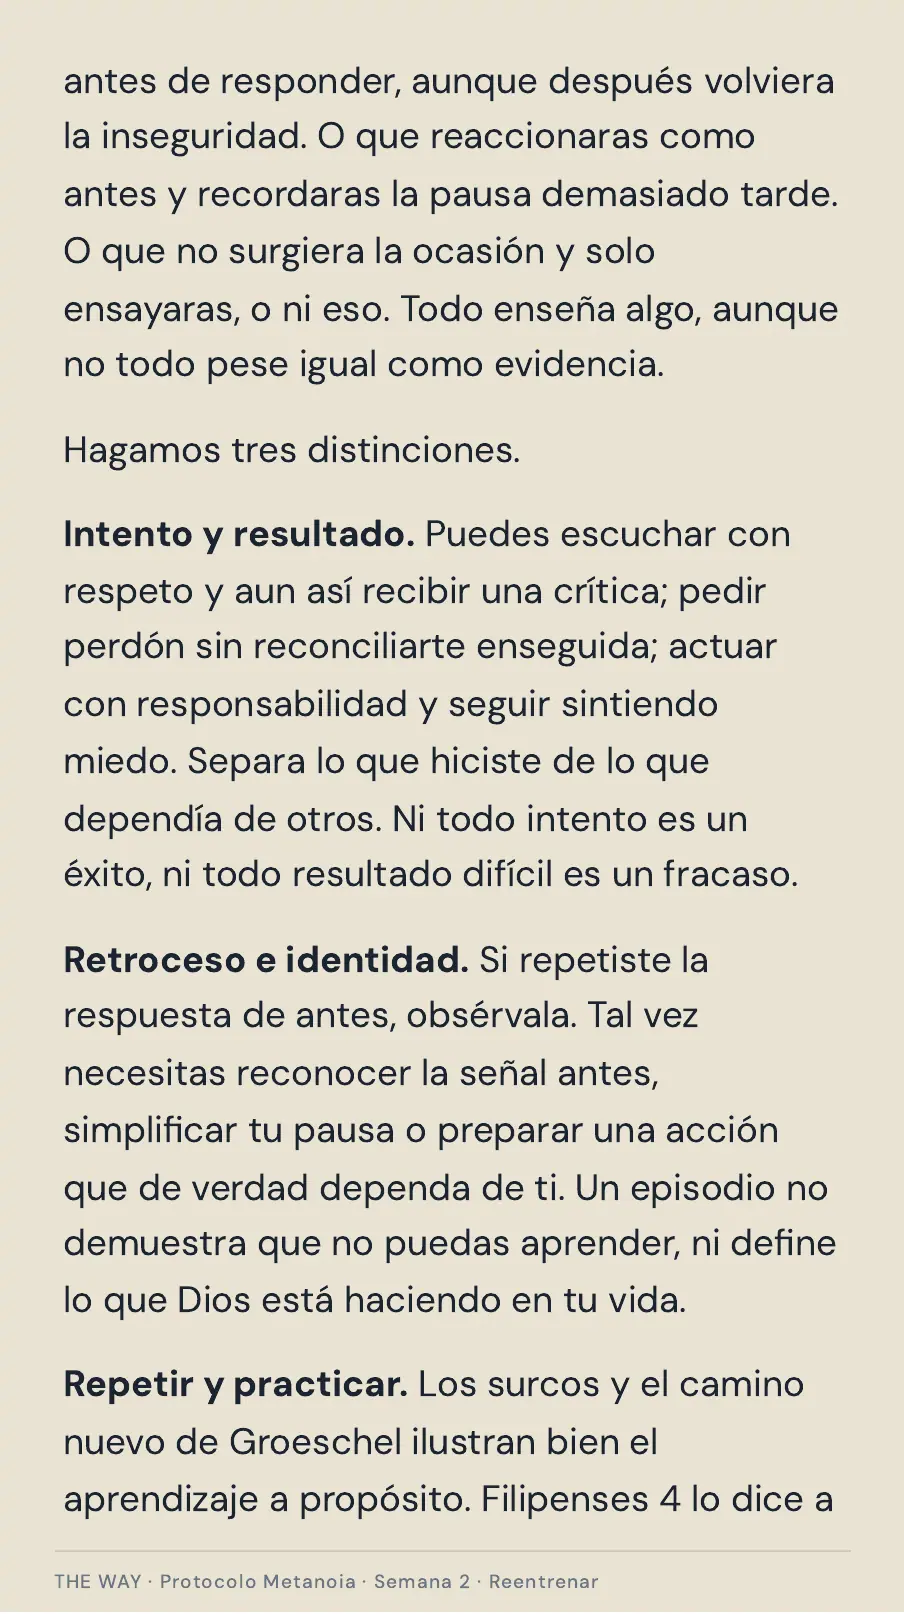 antes de responder, aunque después volviera
la inseguridad. O que reaccionaras como
antes y recordaras la pausa demasiado tarde.
O que no surgiera la ocasión y solo
ensayaras, o ni eso. Todo enseña algo, aunque
no todo pese igual como evidencia.
Hagamos tres distinciones.
Intento y resultado. Puedes escuchar con
respeto y aun así recibir una crítica; pedir
perdón sin reconciliarte enseguida; actuar
con responsabilidad y seguir sintiendo
miedo. Separa lo que hiciste de lo que
dependía de otros. Ni todo intento es un
éxito, ni todo resultado difícil es un fracaso.
Retroceso e identidad. Si repetiste la
respuesta de antes, obsérvala. Tal vez
necesitas reconocer la señal antes,
simplificar tu pausa o preparar una acción
que de verdad dependa de ti. Un episodio no
demuestra que no puedas aprender, ni define
lo que Dios está haciendo en tu vida.
Repetir y practicar. Los surcos y el camino
nuevo de Groeschel ilustran bien el
aprendizaje a propósito. Filipenses 4 lo dice a
THE WAY · Protocolo Metanoia · Semana 2 · Reentrenar